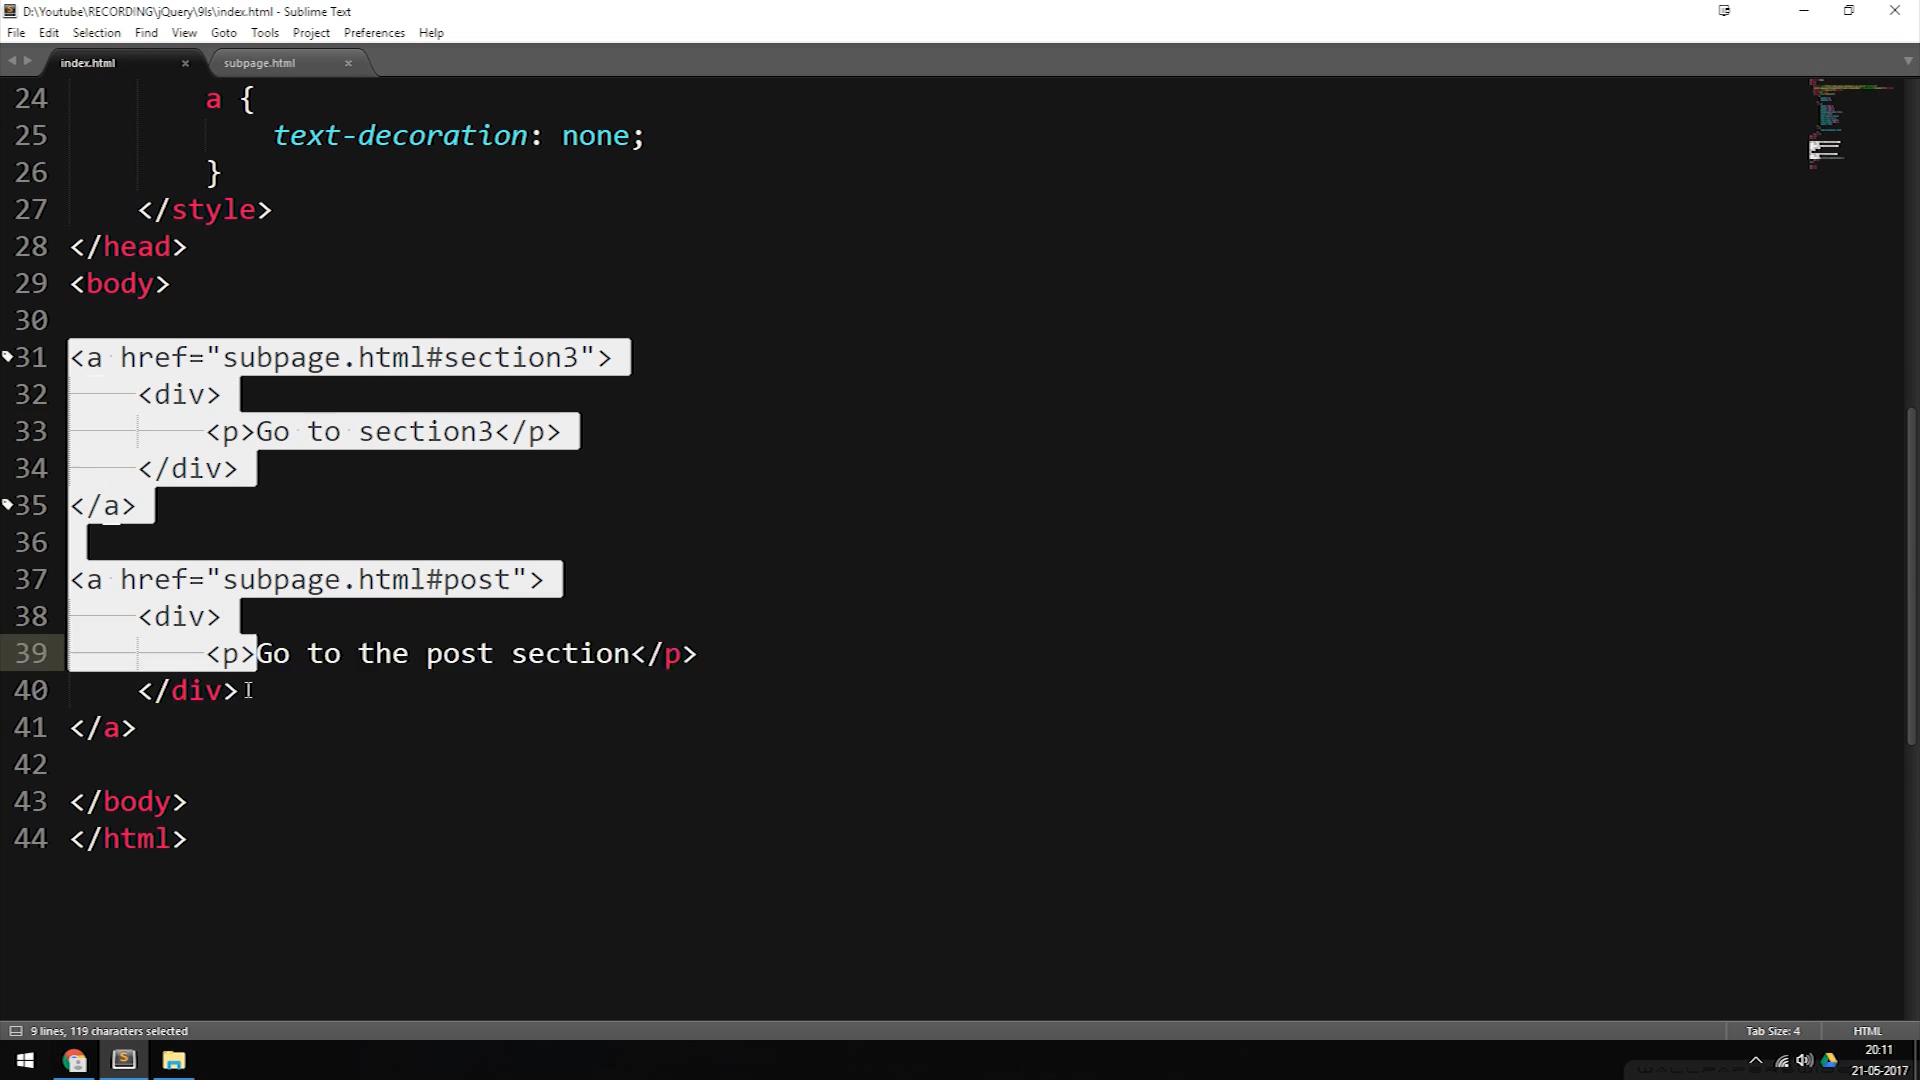 D:\Youtube\RECORDING\jQuery\9ls\index.html - Sublime Text
File Edit Selection Find View Goto Tools Project Preferences Help
index.html × subpage.html ×
24 a {
25 text-decoration: none;
26 }
27 </style>
28 </head>
29 <body>
30
31 <a href="subpage.html#section3">
32 <div>
33 <p>Go to section3</p>
34 </div>
35 </a>
36
37 <a href="subpage.html#post">
38 <div>
39 <p>Go to the post section</p>
40 </div>
41 </a>
42
43 </body>
44 </html>
9 lines, 119 characters selected Tab Size: 4 HTML
20:11
21-05-2017